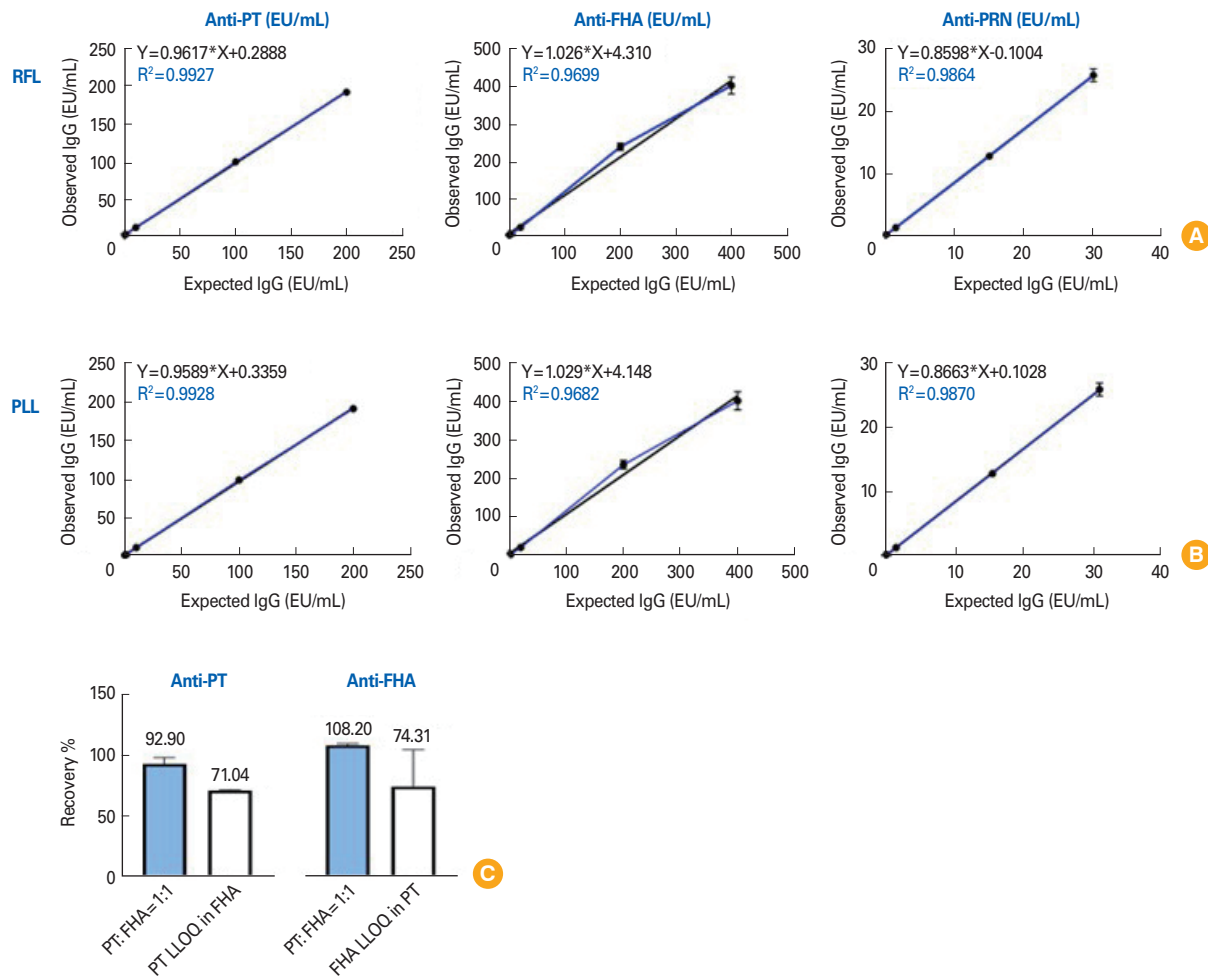 Anti-PT (EU/mL)
Anti-FHA (EU/mL)
Anti-PRN (EU/mL)
RFL
Observed IgG (EU/mL)
250
200
150
100
50
0
Y=0.9617*X+0.2888
R²=0.9927
50 100 150 200 250
Expected IgG (EU/mL)
Observed IgG (EU/mL)
500
400
300
200
100
0
Y=1.026*X+4.310
R²=0.9699
100 200 300 400 500
Expected IgG (EU/mL)
Observed IgG (EU/mL)
30
20
10
0
Y=0.8598*X-0.1004
R²=0.9864
10 20 30 40
Expected IgG (EU/mL)
A
PLL
Observed IgG (EU/mL)
250
200
150
100
50
0
Y=0.9589*X+0.3359
R²=0.9928
50 100 150 200 250
Expected IgG (EU/mL)
Observed IgG (EU/mL)
500
400
300
200
100
0
Y=1.029*X+4.148
R²=0.9682
100 200 300 400 500
Expected IgG (EU/mL)
Observed IgG (EU/mL)
30
20
10
0
Y=0.8663*X+0.1028
R²=0.9870
10 20 30 40
Expected IgG (EU/mL)
B
Anti-PT
Anti-FHA
Recovery %
150
100
50
0
92.90
71.04
108.20
74.31
PT:FHA=1:1
PT LLOQ in FHA
PT:FHA=1:1
FHA LLOQ in PT
C